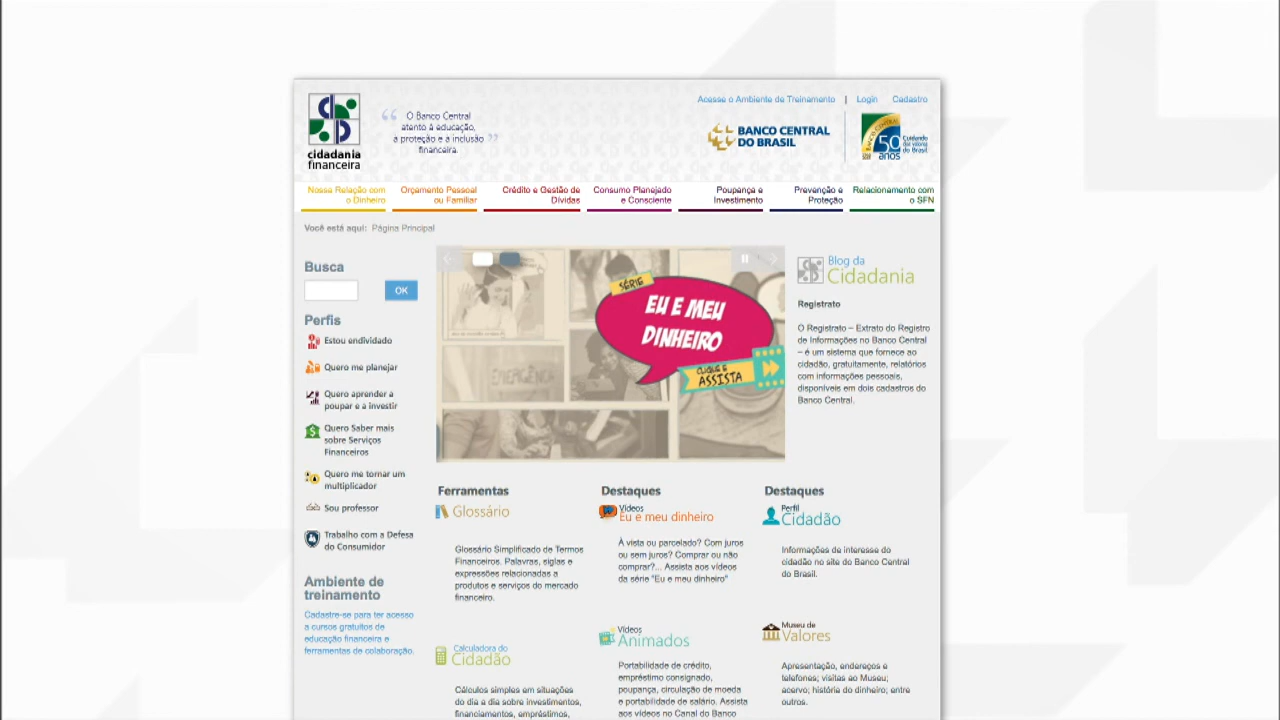 Acesse o Ambiente de Treinamento | Login Cadastro
cidadania
financeira
“ O Banco Central
atento à educação,
à proteção e à inclusão
financeira. ”
BANCO CENTRAL
DO BRASIL
BANCO CENTRAL
50
anos
Cuidando
dos valores
do Brasil
Nossa Relação com
o Dinheiro
Orçamento Pessoal
ou Familiar
Crédito e Gestão de
Dívidas
Consumo Planejado
e Consciente
Poupança e
Investimento
Prevenção e
Proteção
Relacionamento com
o SFN
Você está aqui: Página Principal
Busca
OK
Perfis
Estou endividado
Quero me planejar
Quero aprender a
poupar e a investir
Quero Saber mais
sobre Serviços
Financeiros
Quero me tornar um
multiplicador
Sou professor
Trabalho com a Defesa
do Consumidor
Ambiente de
treinamento
Cadastre-se para ter acesso
a cursos gratuitos de
educação financeira e
ferramentas de colaboração.
SÉRIE
EU E MEU
DINHEIRO
CLIQUE E
ASSISTA
EMERGÊNCIA
Blog da
Cidadania
Registrato
O Registrato – Extrato do Registro
de Informações no Banco Central
– é um sistema que fornece ao
cidadão, gratuitamente, relatórios
com informações pessoais,
disponíveis em dois cadastros do
Banco Central.
Ferramentas
Glossário
Glossário Simplificado de Termos
Financeiros. Palavras, siglas e
expressões relacionadas a
produtos e serviços do mercado
financeiro.
Calculadora do
Cidadão
Cálculos simples em situações
do dia a dia sobre investimentos,
financiamentos, empréstimos,
Destaques
Vídeos
Eu e meu dinheiro
À vista ou parcelado? Com juros
ou sem juros? Comprar ou não
comprar?... Assista aos vídeos
da série "Eu e meu dinheiro"
Vídeos
Animados
Portabilidade de crédito,
empréstimo consignado,
poupança, circulação de moeda
e portabilidade de salário. Assista
aos vídeos no Canal do Banco
Destaques
Perfil
Cidadão
Informações de interesse do
cidadão no site do Banco Central
do Brasil.
Museu de
Valores
Apresentação, endereços e
telefones; visitas ao Museu;
acervo; história do dinheiro; entre
outros.